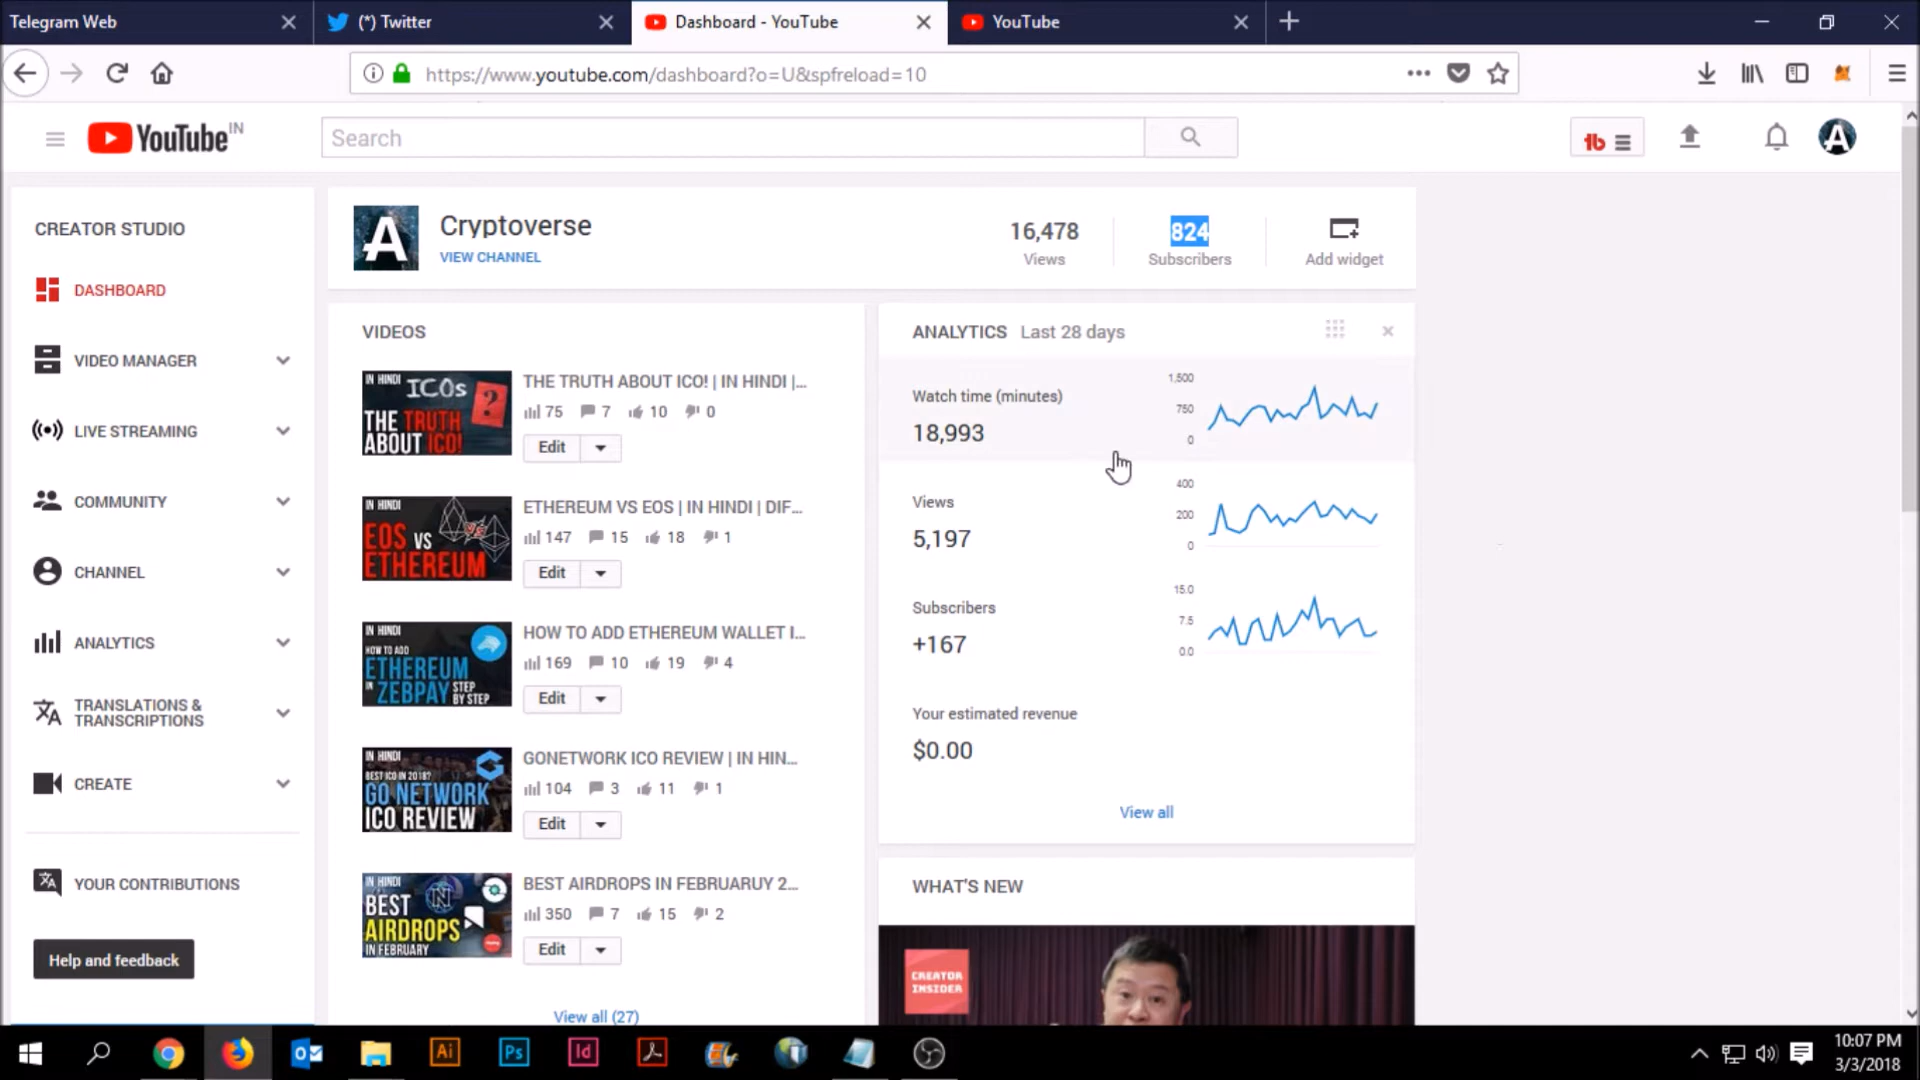 Telegram Web
(*) Twitter
Dashboard - YouTube
YouTube
https://www.youtube.com/dashboard?o=U&spfreload=10
YouTube IN
Search
CREATOR STUDIO
DASHBOARD
VIDEO MANAGER
LIVE STREAMING
COMMUNITY
CHANNEL
ANALYTICS
TRANSLATIONS &
TRANSCRIPTIONS
CREATE
YOUR CONTRIBUTIONS
Help and feedback
A
Cryptoverse
VIEW CHANNEL
16,478
Views
824
Subscribers
Add widget
VIDEOS
IN HINDI
ICOs
?
THE TRUTH
ABOUT ICO!
THE TRUTH ABOUT ICO! | IN HINDI |...
75 7 10 0
Edit
IN HINDI
EOS VS
ETHEREUM
ETHEREUM VS EOS | IN HINDI | DIF...
147 15 18 1
Edit
IN HINDI
HOW TO ADD
ETHEREUM
IN ZEBPAY STEP
BY STEP
HOW TO ADD ETHEREUM WALLET I...
169 10 19 4
Edit
IN HINDI
BEST ICO IN 2018?
GO NETWORK
ICO REVIEW
GONETWORK ICO REVIEW | IN HIN...
104 3 11 1
Edit
IN HINDI
BEST
AIRDROPS
IN FEBRUARY
BEST AIRDROPS IN FEBRUARUY 2...
350 7 15 2
Edit
View all (27)
ANALYTICS Last 28 days
Watch time (minutes)
18,993
1,500
750
0
Views
5,197
400
200
0
Subscribers
+167
15.0
7.5
0.0
Your estimated revenue
$0.00
View all
WHAT'S NEW
CREATOR
INSIDER
Ai
Ps
Id
10:07 PM
3/3/2018